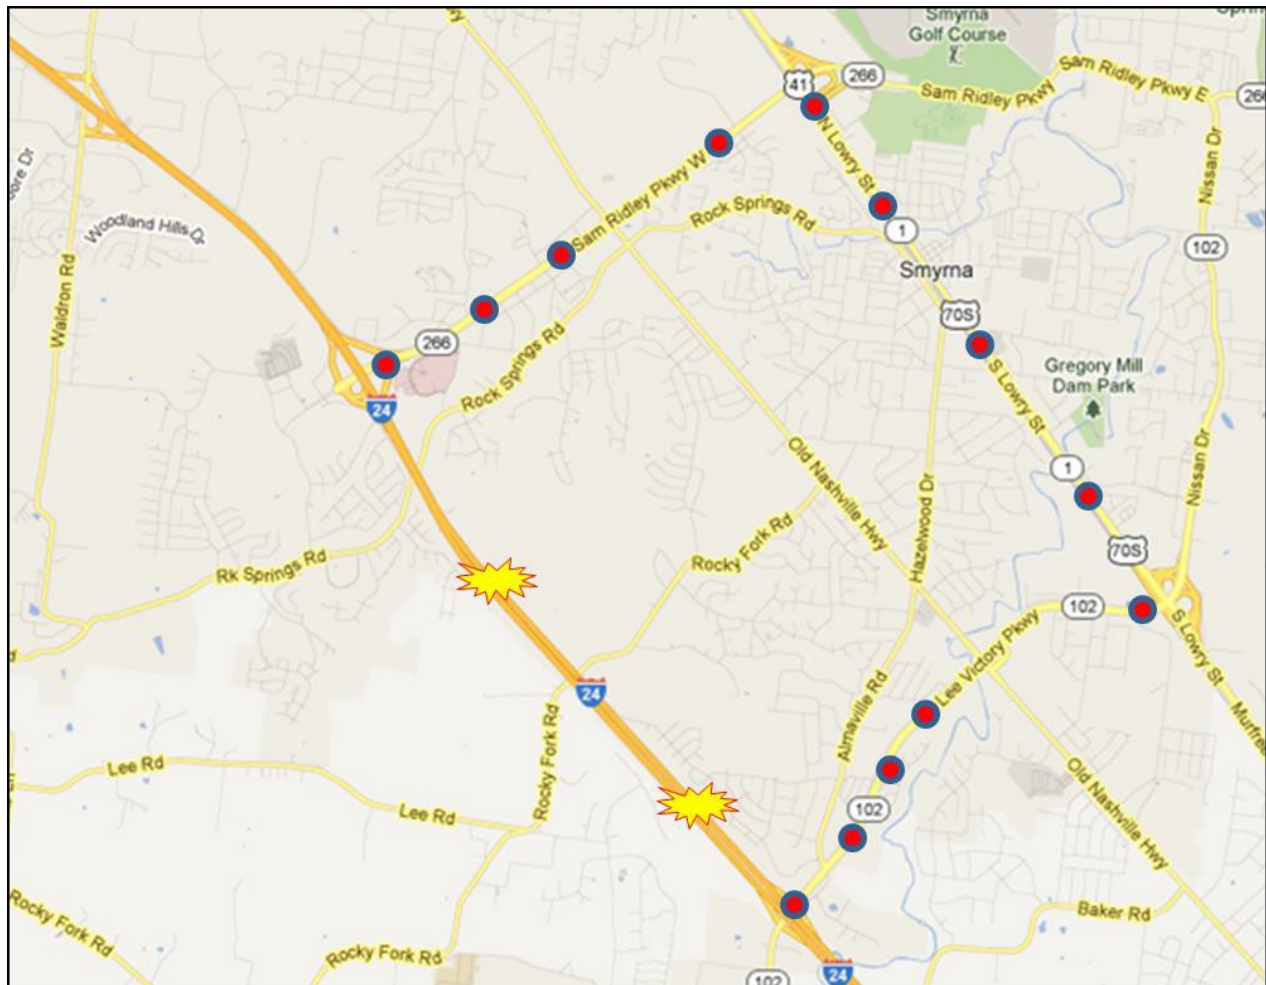 Smyrna
Golf Course
41
266
Sam Ridley Pkwy
Sam Ridley Pkwy E
N Lowry St
Nissan Dr
Sam Ridley Pkwy W
Rock Springs Rd
Woodland Hills Dr
1
102
Smyrna
Waldron Rd
70S
266
Rock Springs Rd
S Lowry St
Gregory Mill
Dam Park
24
Old Nashville Hwy
1
Nissan Dr
Hazelwood Dr
Rocky Fork Rd
70S
Rk Springs Rd
102
Lee Victory Pkwy
S Lowry St
24
Almaville Rd
Rocky Fork Rd
Lee Rd
Lee Rd
102
Old Nashville Hwy
Baker Rd
Rocky Fork Rd
Rocky Fork Rd
24
102